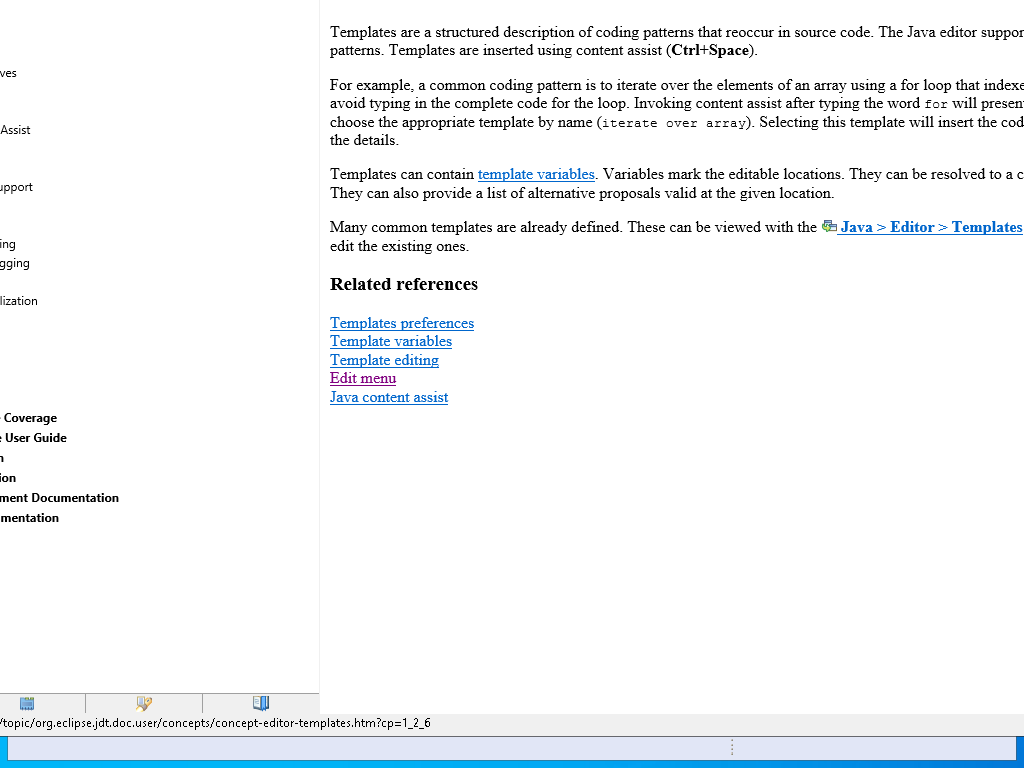 Templates are a structured description of coding patterns that reoccur in source code. The Java editor suppor
patterns. Templates are inserted using content assist (Ctrl+Space).
ves
For example, a common coding pattern is to iterate over the elements of an array using a for loop that indexe
avoid typing in the complete code for the loop. Invoking content assist after typing the word for will presen
choose the appropriate template by name (iterate over array). Selecting this template will insert the cod
the details.
Assist
Templates can contain template variables. Variables mark the editable locations. They can be resolved to a c
They can also provide a list of alternative proposals valid at the given location.
upport
Many common templates are already defined. These can be viewed with the Java > Editor > Templates
edit the existing ones.
ing
gging
lization
Related references
Templates preferences
Template variables
Template editing
Edit menu
Java content assist
Coverage
e User Guide
n
ion
ment Documentation
mentation
/topic/org.eclipse.jdt.doc.user/concepts/concept-editor-templates.htm?cp=1_2_6